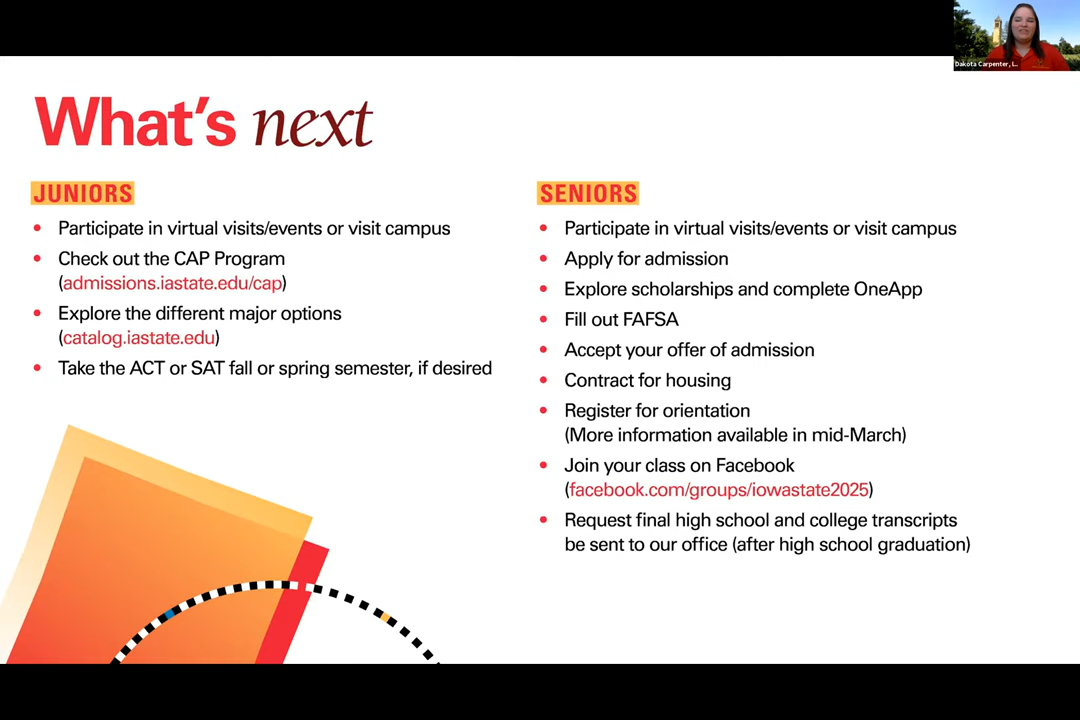 Dakota Carpenter, I...
What's next
JUNIORS
• Participate in virtual visits/events or visit campus
• Check out the CAP Program
(admissions.iastate.edu/cap)
• Explore the different major options
(catalog.iastate.edu)
• Take the ACT or SAT fall or spring semester, if desired
SENIORS
• Participate in virtual visits/events or visit campus
• Apply for admission
• Explore scholarships and complete OneApp
• Fill out FAFSA
• Accept your offer of admission
• Contract for housing
• Register for orientation
(More information available in mid-March)
• Join your class on Facebook
(facebook.com/groups/iowastate2025)
• Request final high school and college transcripts
be sent to our office (after high school graduation)